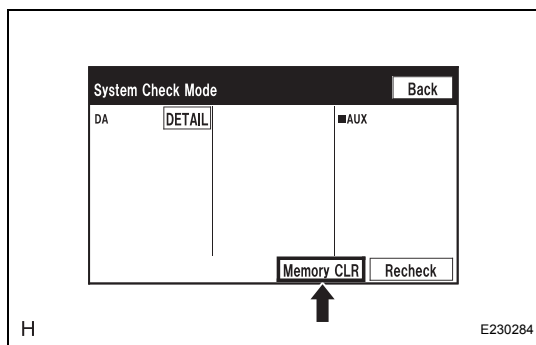 System Check Mode Back
DA DETAIL ■AUX
Memory CLR Recheck
H E230284